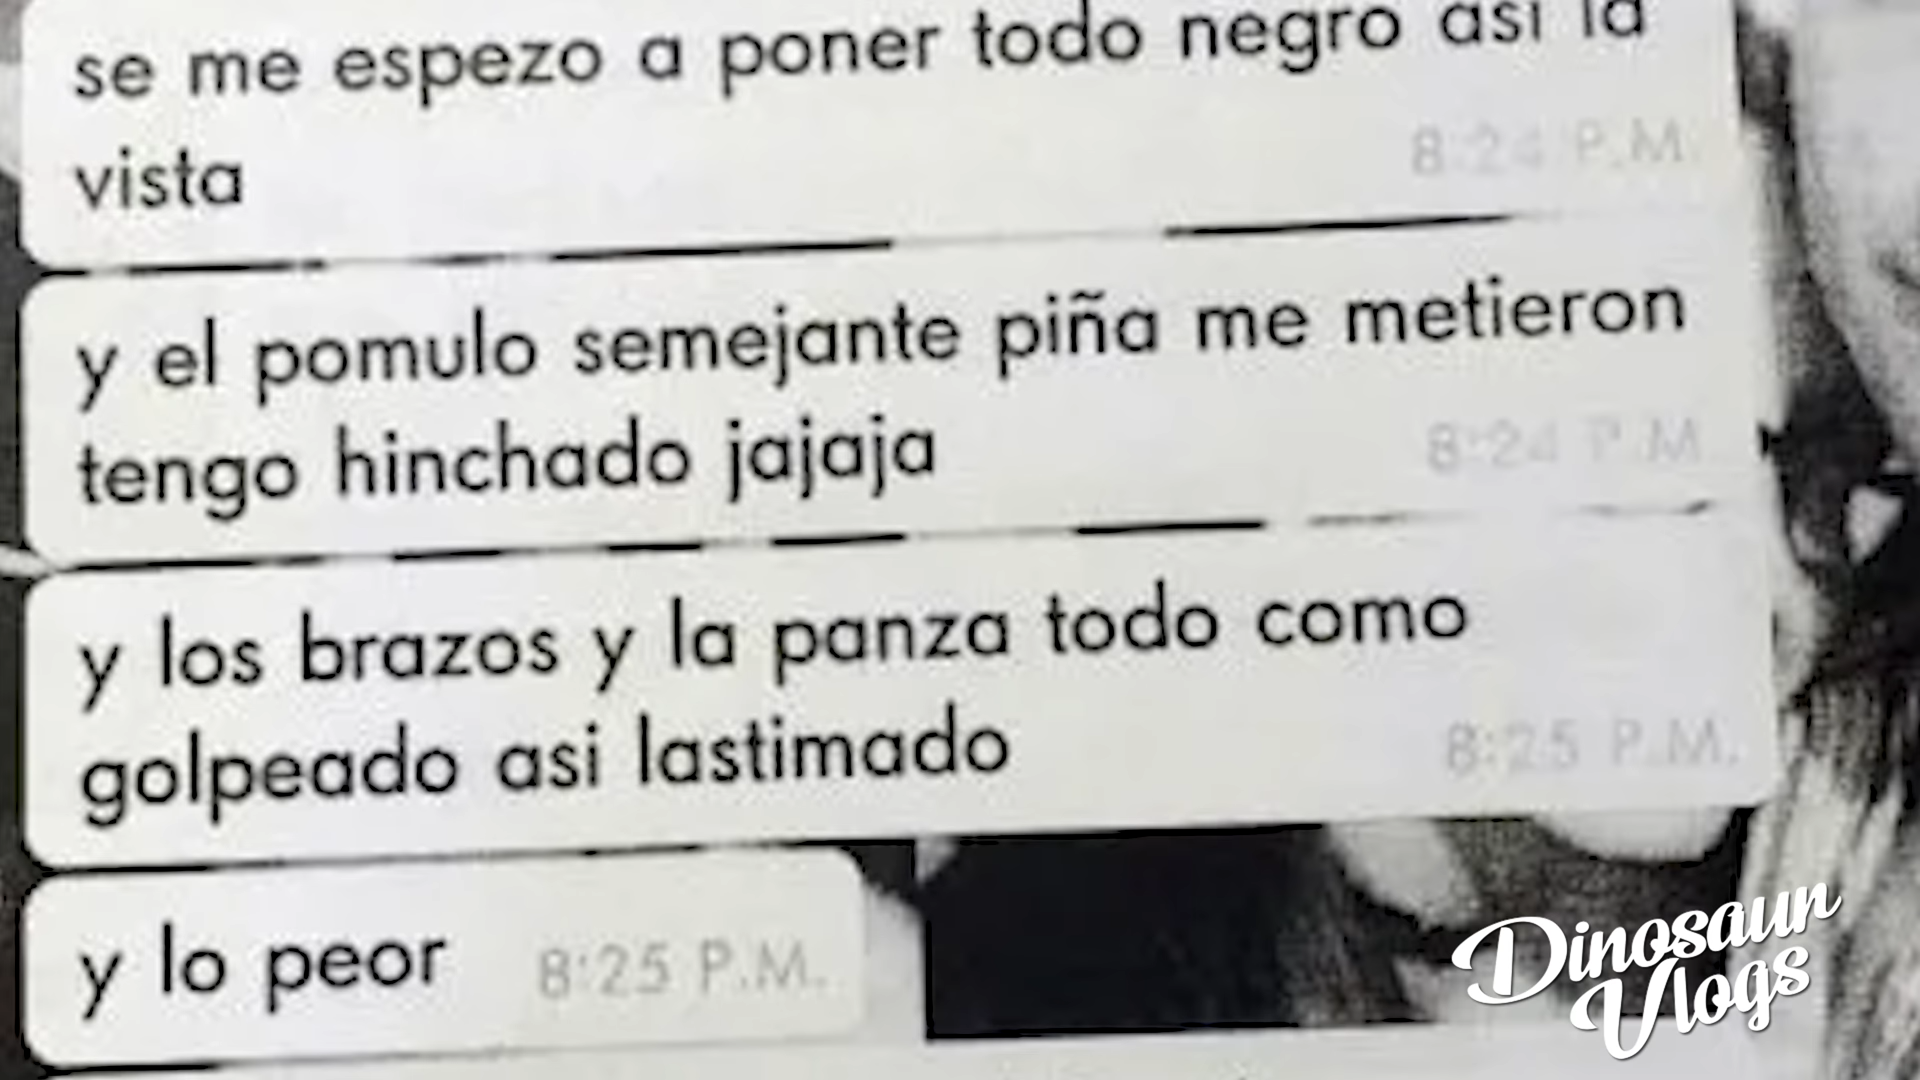 se me espezo a poner todo negro asi la
vista
8:24 P.M
y el pomulo semejante piña me metieron
tengo hinchado jajaja
8:24 P.M
y los brazos y la panza todo como
golpeado asi lastimado
8:25 P.M.
y lo peor 8:25 P.M.
Dinosaur
Vlogs